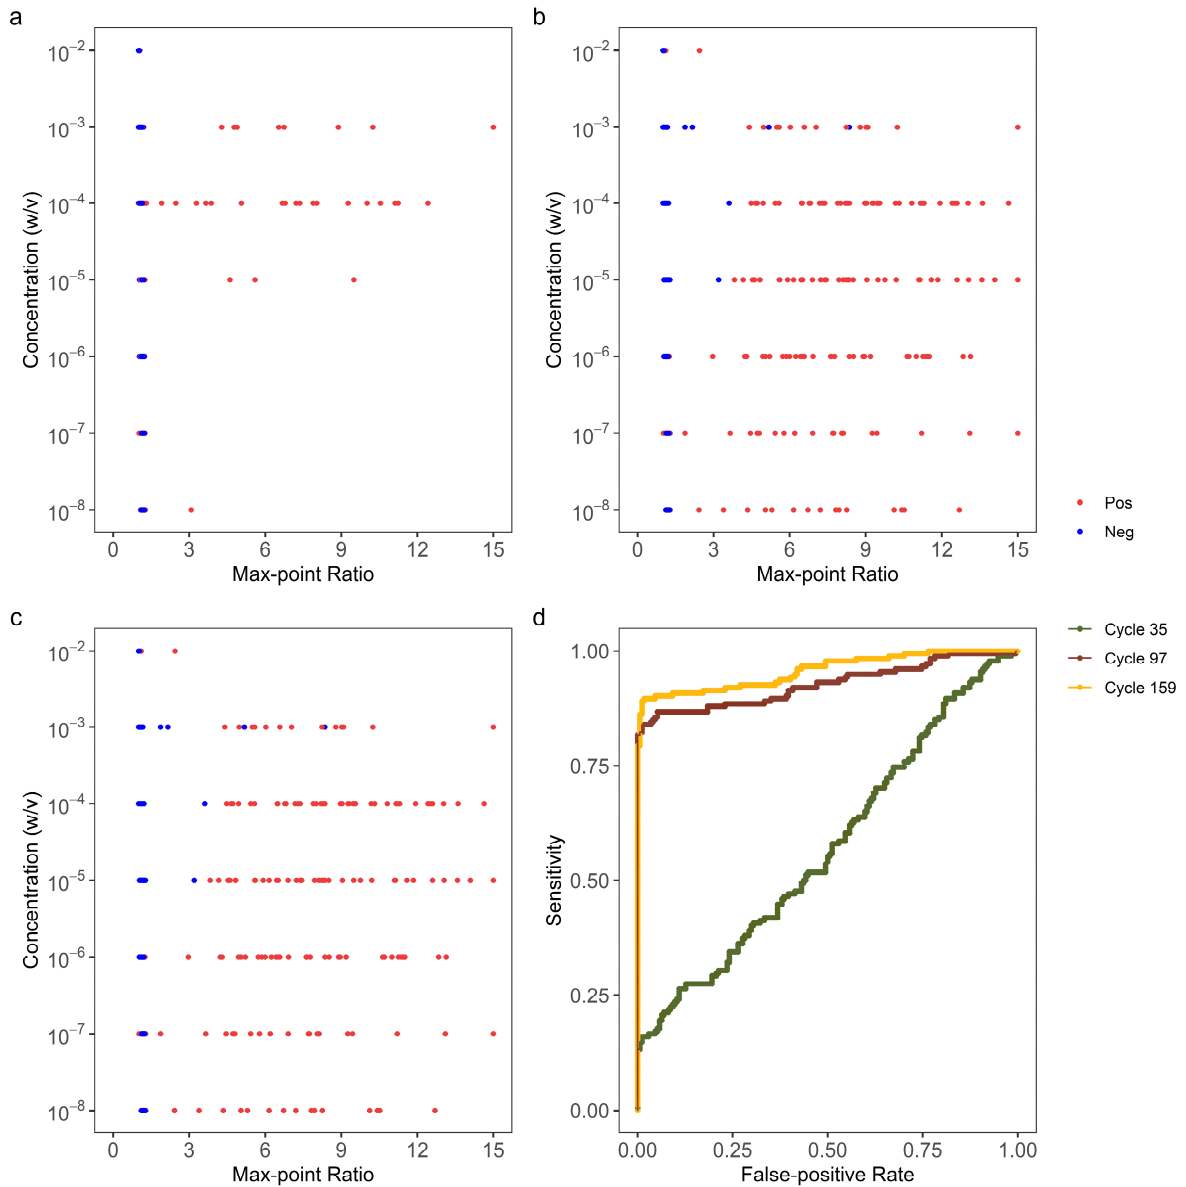 a
b
10⁻²
10⁻³
10⁻⁴
10⁻⁵
10⁻⁶
10⁻⁷
10⁻⁸
Concentration (w/v)
0 3 6 9 12 15
Max-point Ratio
10⁻²
10⁻³
10⁻⁴
10⁻⁵
10⁻⁶
10⁻⁷
10⁻⁸
Concentration (w/v)
0 3 6 9 12 15
Max-point Ratio
Pos
Neg
c
d
10⁻²
10⁻³
10⁻⁴
10⁻⁵
10⁻⁶
10⁻⁷
10⁻⁸
Concentration (w/v)
0 3 6 9 12 15
Max-point Ratio
1.00
0.75
0.50
0.25
0.00
Sensitivity
0.00 0.25 0.50 0.75 1.00
False-positive Rate
Cycle 35
Cycle 97
Cycle 159